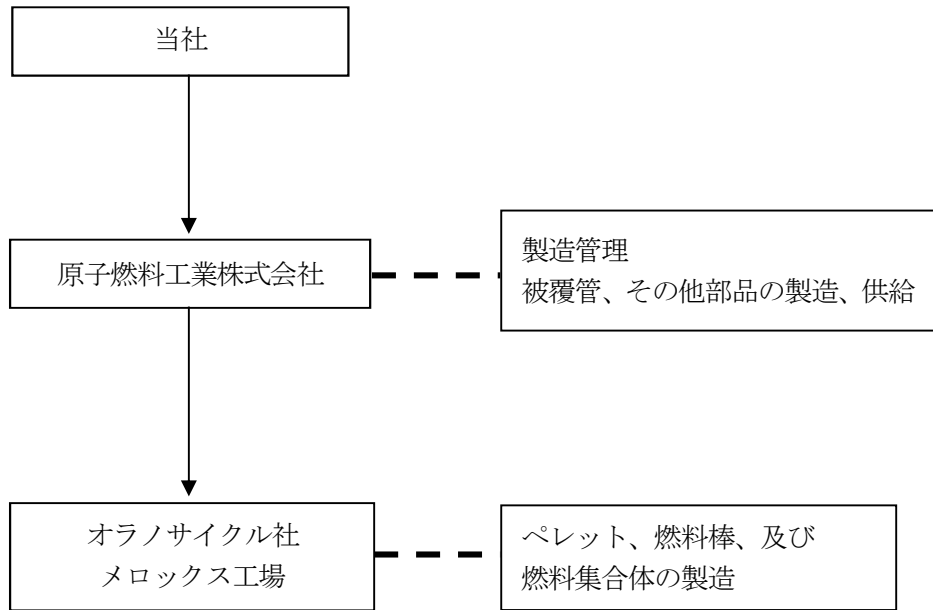 当社
原子燃料工業株式会社
製造管理
被覆管、その他部品の製造、供給
オラノサイクル社
メロックス工場
ペレット、燃料棒、及び
燃料集合体の製造